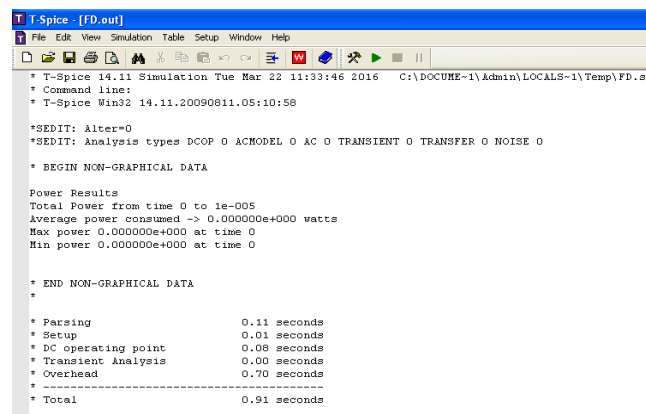 T-Spice - [FD.out]
File Edit View Simulation Table Setup Window Help
* T-Spice 14.11 Simulation Tue Mar 22 11:33:46 2016 C:\DOCUME~1\Admin\LOCALS~1\Temp\FD.s
* Command line:
* T-Spice Win32 14.11.20090811.05:10:58
*SEDIT: Alter=0
*SEDIT: Analysis types DCOP 0 ACMODEL 0 AC 0 TRANSIENT 0 TRANSFER 0 NOISE 0
* BEGIN NON-GRAPHICAL DATA
Power Results
Total Power from time 0 to 1e-005
Average power consumed -> 0.000000e+000 watts
Max power 0.000000e+000 at time 0
Min power 0.000000e+000 at time 0
* END NON-GRAPHICAL DATA
*
* Parsing 0.11 seconds
* Setup 0.01 seconds
* DC operating point 0.08 seconds
* Transient Analysis 0.00 seconds
* Overhead 0.70 seconds
* -----------------------------------------
* Total 0.91 seconds